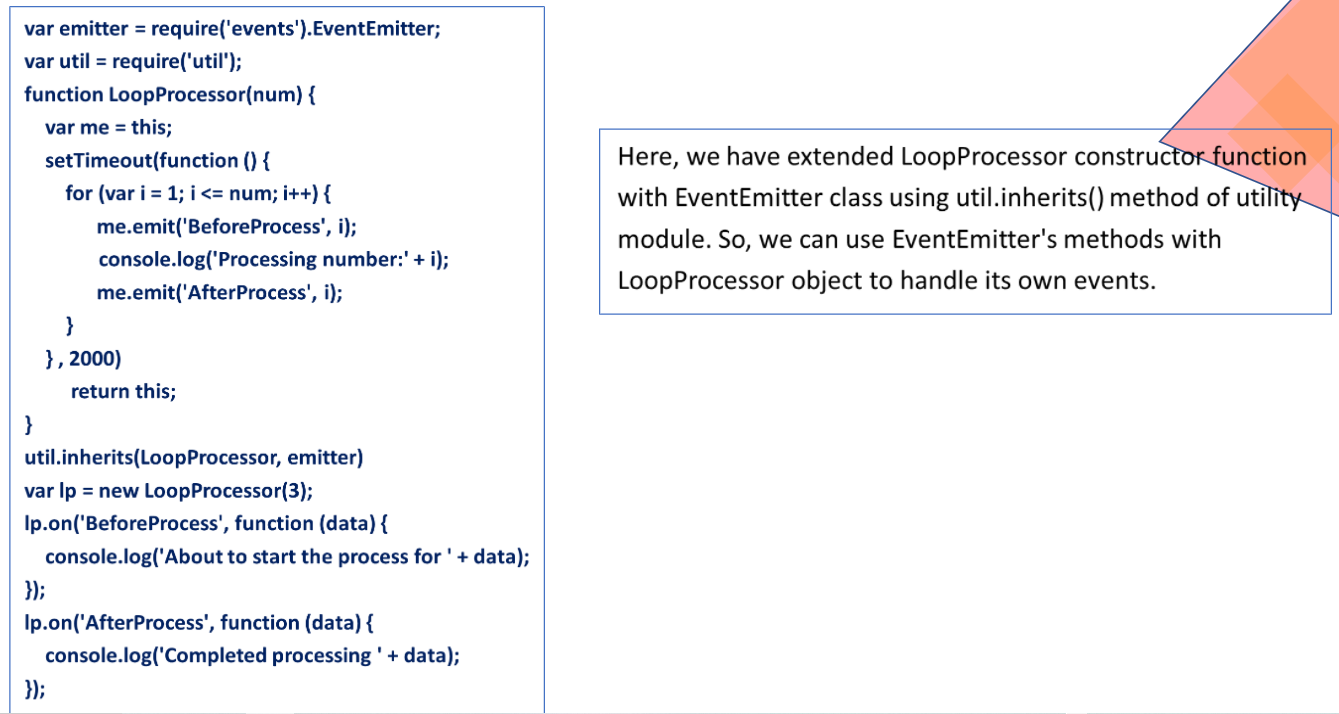 var emitter = require('events').EventEmitter;
var util = require('util');
function LoopProcessor(num) {
var me = this;
setTimeout(function () {
for (var i = 1; i <= num; i++) {
me.emit('BeforeProcess', i);
console.log('Processing number:' + i);
me.emit('AfterProcess', i);
}
} , 2000)
return this;
}
util.inherits(LoopProcessor, emitter)
var lp = new LoopProcessor(3);
lp.on('BeforeProcess', function (data) {
console.log('About to start the process for ' + data);
});
lp.on('AfterProcess', function (data) {
console.log('Completed processing ' + data);
});
Here, we have extended LoopProcessor constructor function
with EventEmitter class using util.inherits() method of utility
module. So, we can use EventEmitter's methods with
LoopProcessor object to handle its own events.